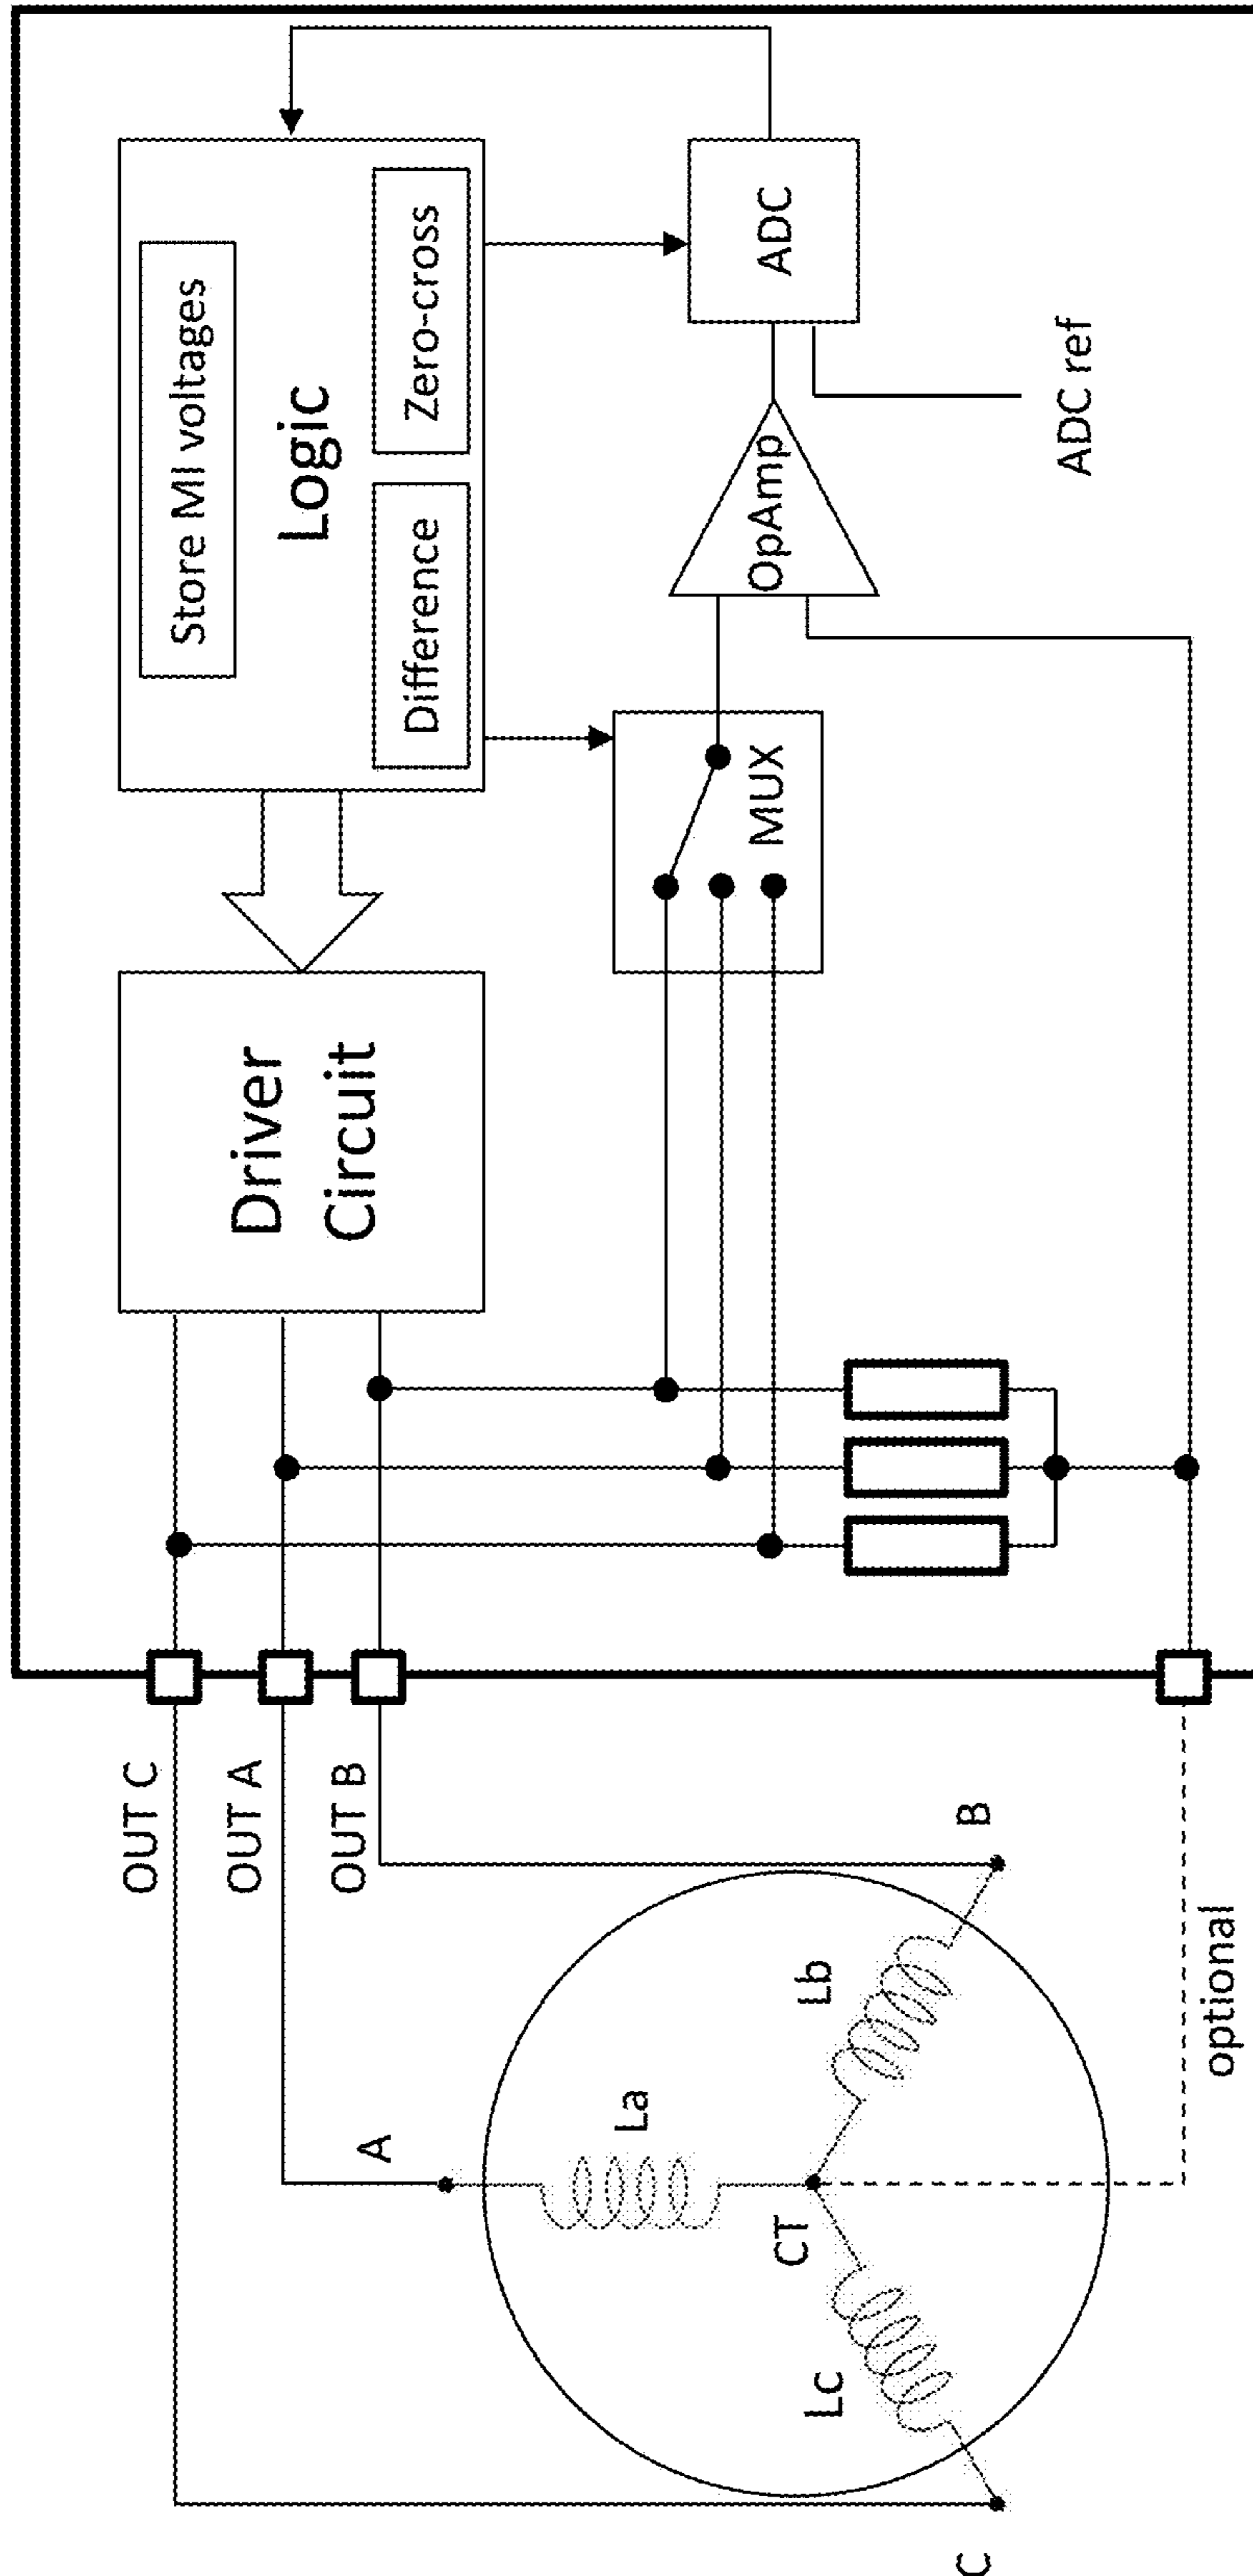 OUT C
OUT A
OUT B
A
La
B
Lb
C
Lc
CT
optional
Driver
Circuit
Store MI voltages
Logic
Difference
Zero-cross
MUX
OpAmp
ADC
ADC ref